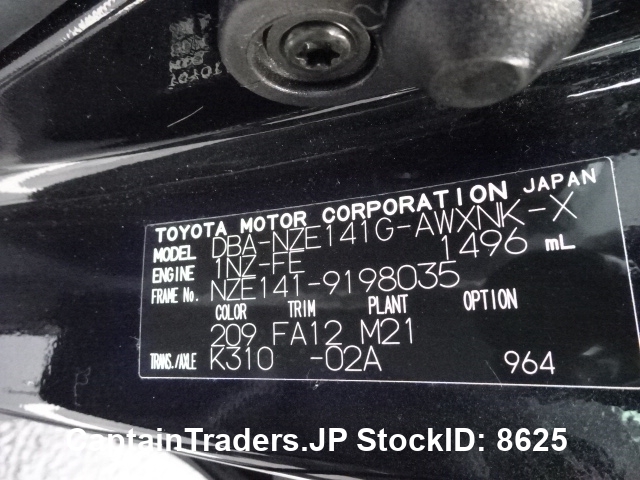 TOYOTA MOTOR CORPORATION JAPAN
MODEL DBA-NZE141G-AWXNK-X
ENGINE 1NZ-FE 1496 mL
FRAME No. NZE141-9198035
COLOR TRIM PLANT OPTION
209 FA12 M21
TRANS./AXLE K310 -02A 964
CaptainTraders.JP StockID: 8625